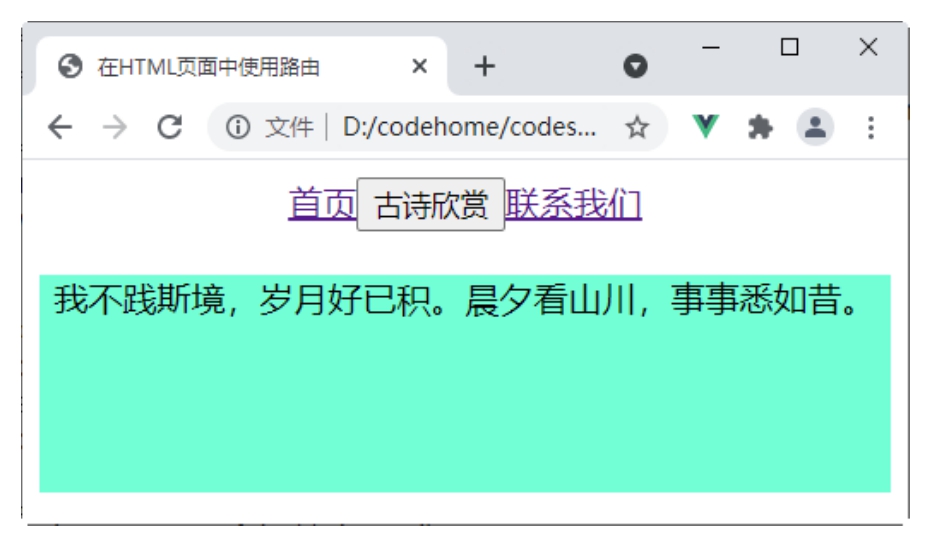 在HTML页面中使用路由
文件 | D:/codehome/codes...
首页 古诗欣赏 联系我们
我不践斯境，岁月好已积。晨夕看山川，事事悉如昔。